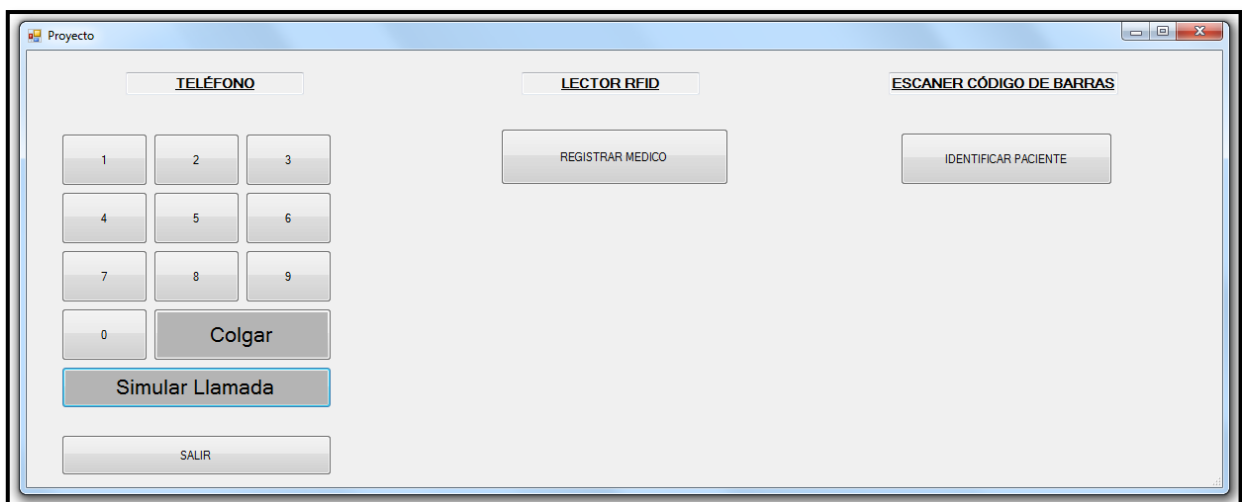 Proyecto
TELÉFONO
LECTOR RFID
ESCANER CÓDIGO DE BARRAS
1 2 3
REGISTRAR MEDICO
IDENTIFICAR PACIENTE
4 5 6
7 8 9
0 Colgar
Simular Llamada
SALIR